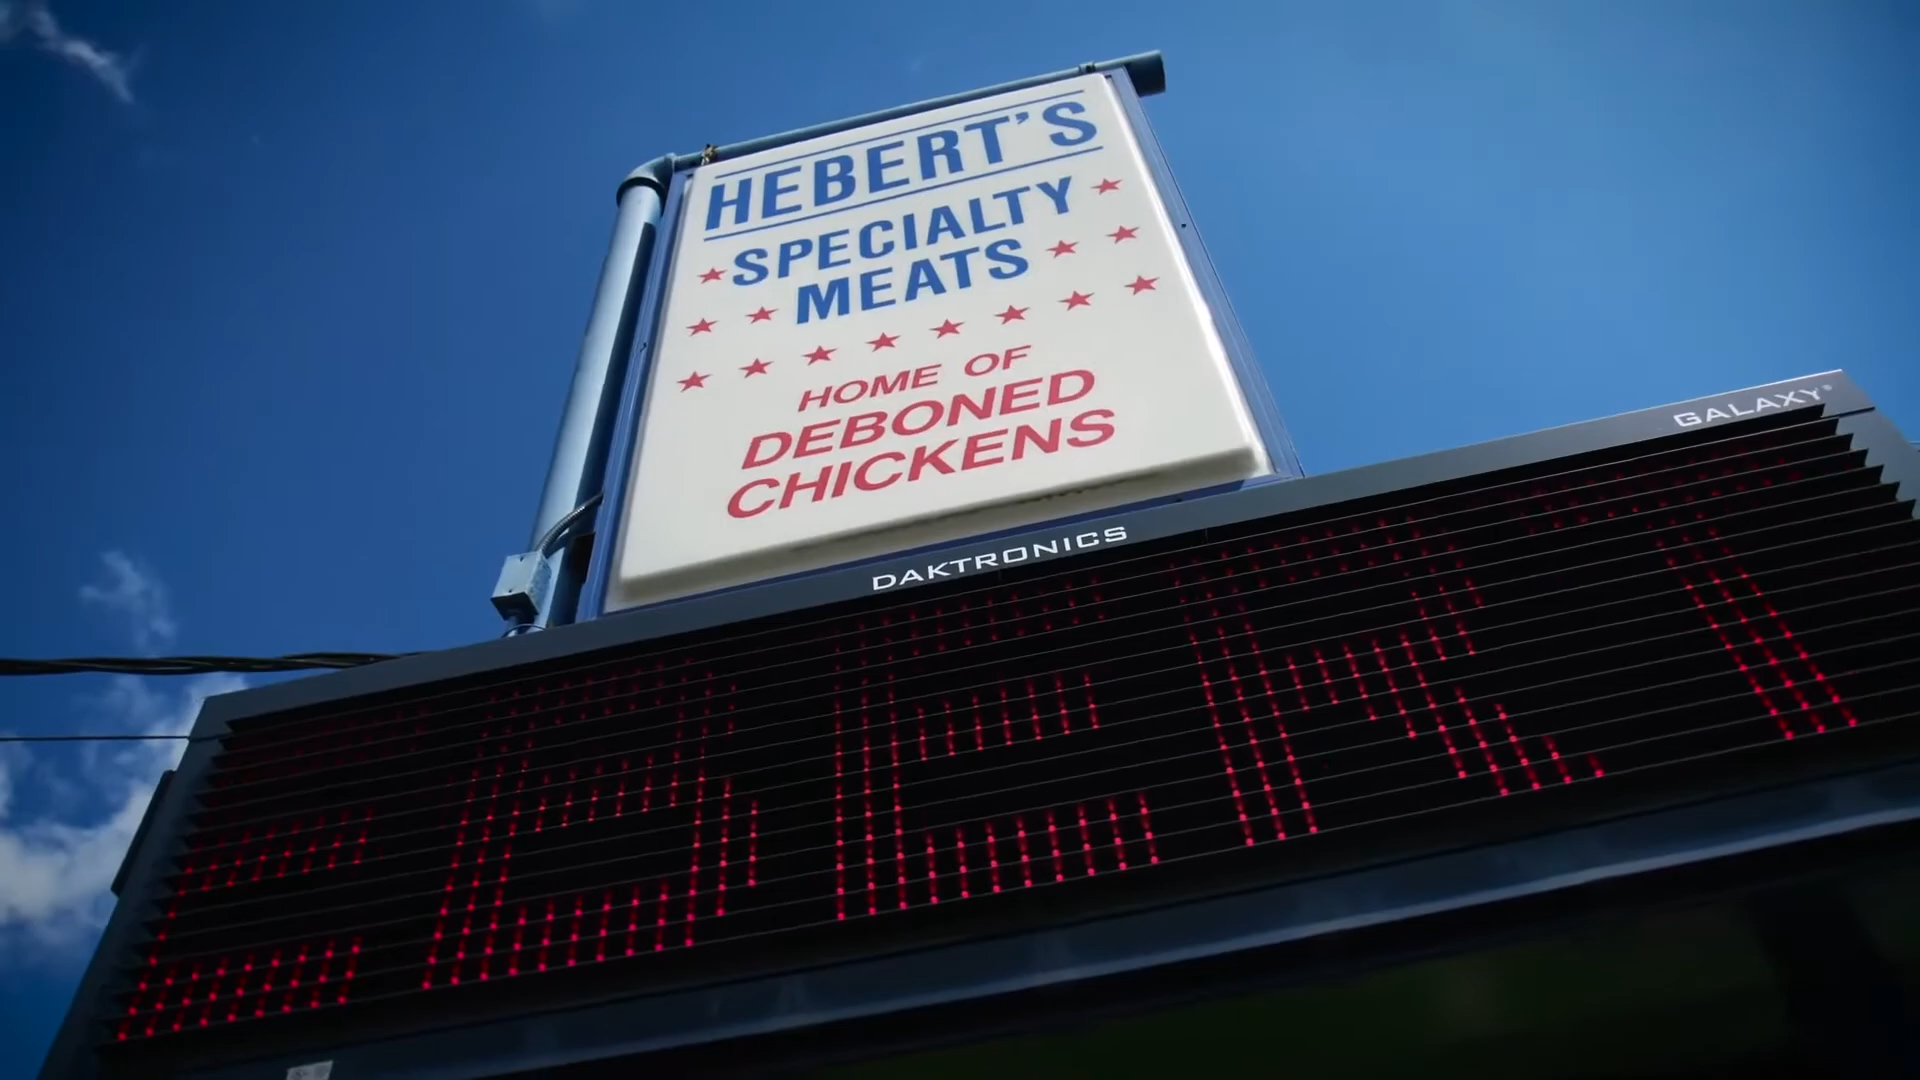 HEBERT'S
SPECIALTY
MEATS
HOME OF
DEBONED
CHICKENS
GALAXY®
DAKTRONICS